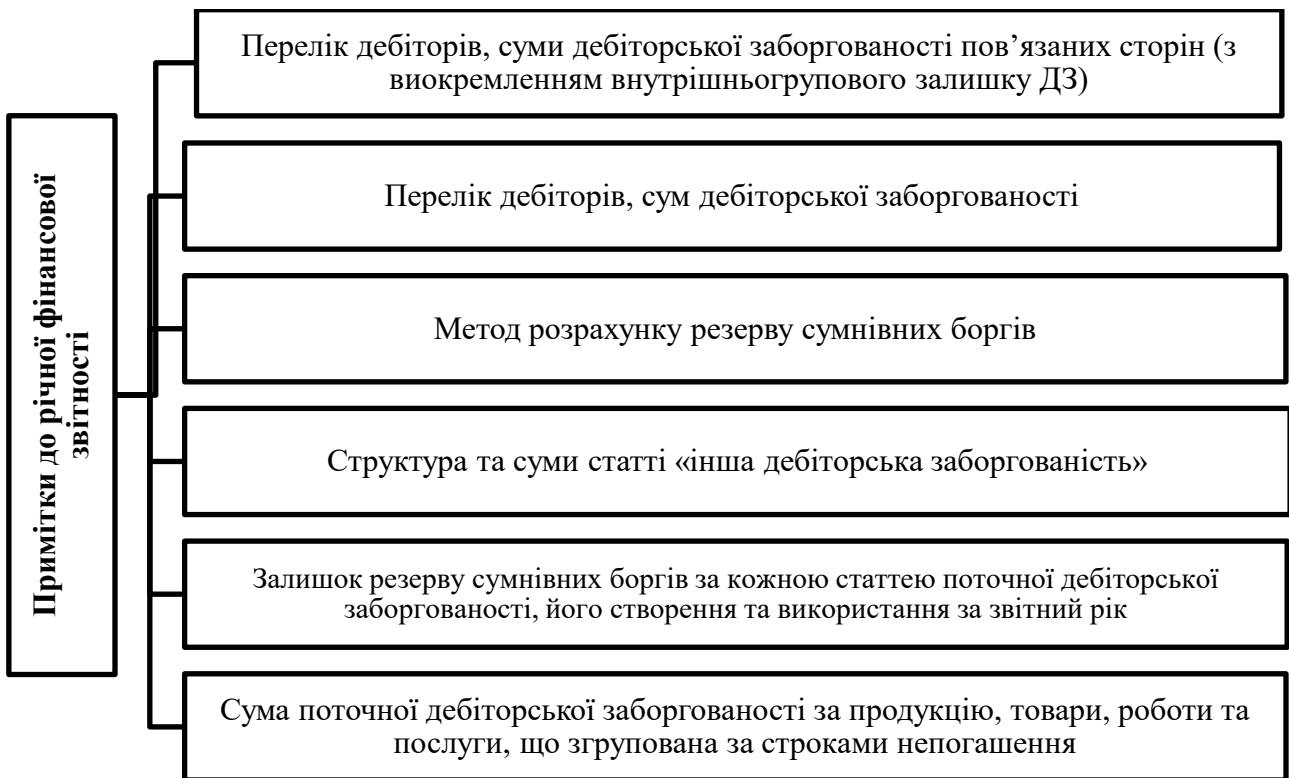 Примітки до річної фінансової
звітності
Перелік дебіторів, суми дебіторської заборгованості пов’язаних сторін (з
виокремленням внутрішньогрупового залишку ДЗ)
Перелік дебіторів, сум дебіторської заборгованості
Метод розрахунку резерву сумнівних боргів
Структура та суми статті «інша дебіторська заборгованість»
Залишок резерву сумнівних боргів за кожною статтею поточної дебіторської
заборгованості, його створення та використання за звітний рік
Сума поточної дебіторської заборгованості за продукцію, товари, роботи та
послуги, що згрупована за строками непогашення